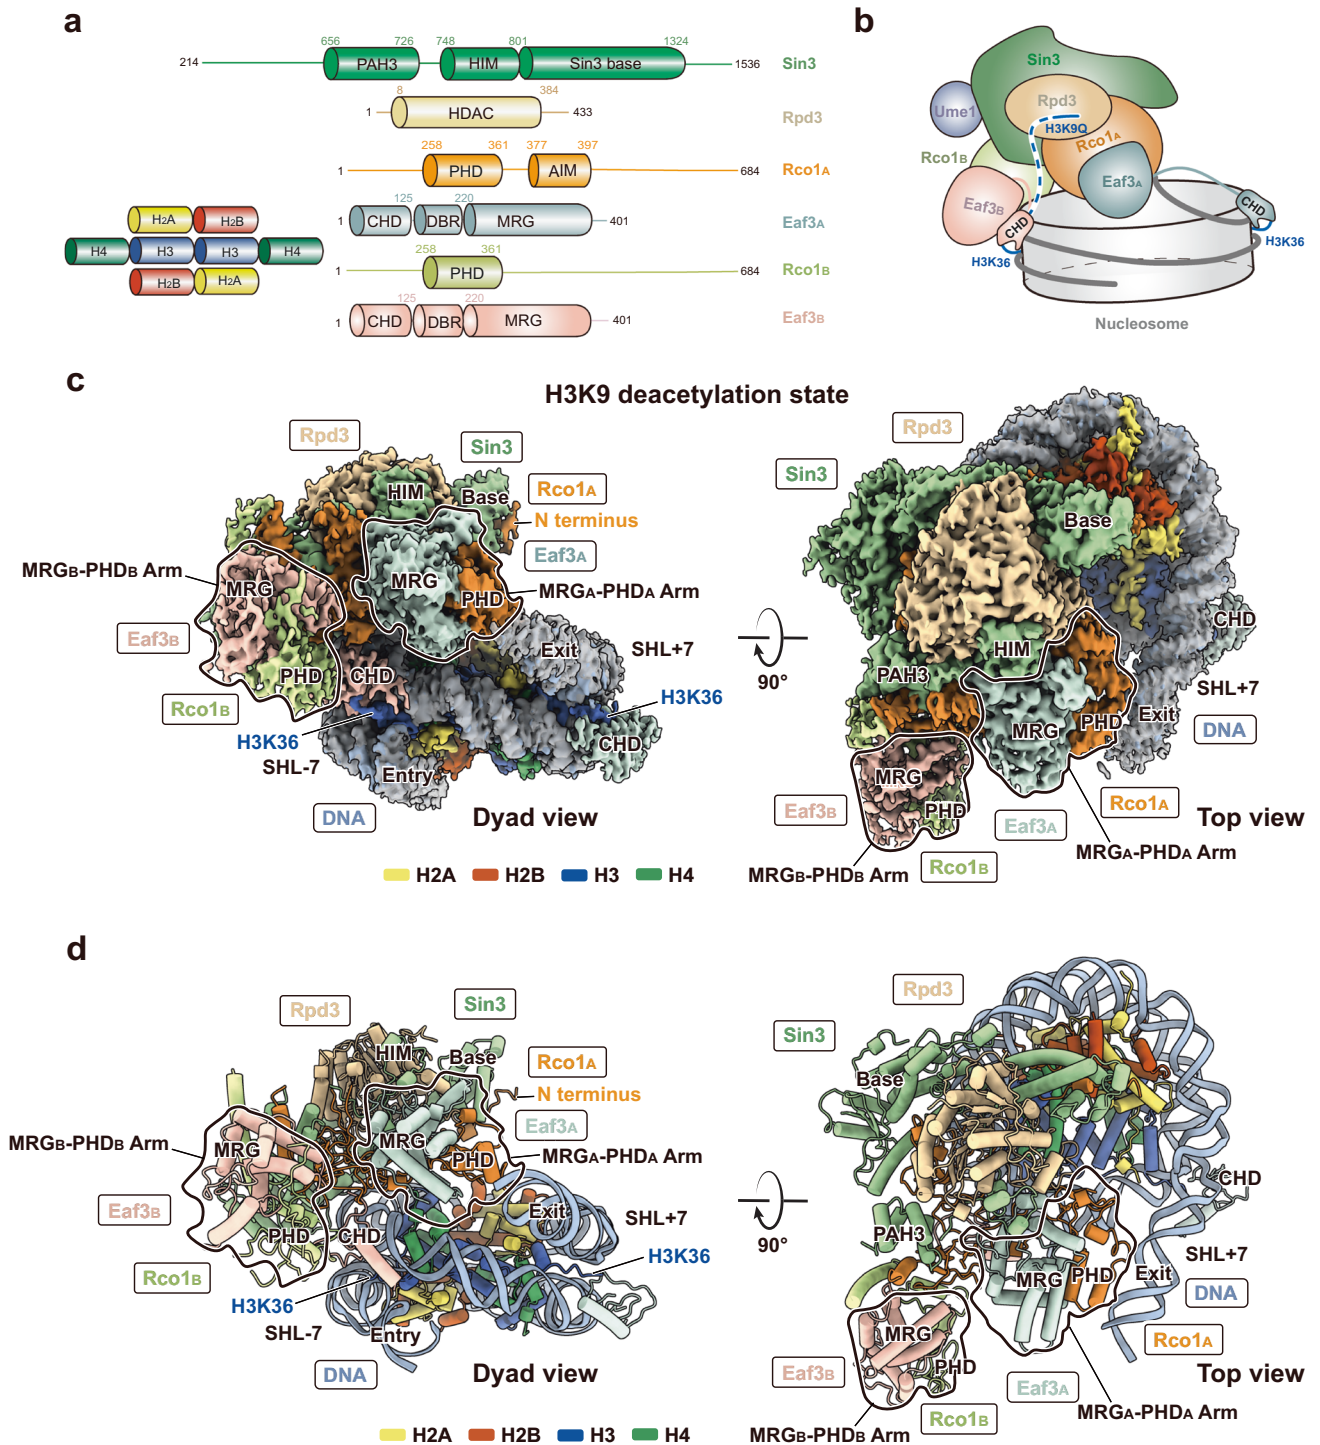 a
656 726 748 801 1324
214 PAH3 HIM Sin3 base 1536 Sin3
8 384
1 HDAC 433 Rpd3
258 361 377 397
1 PHD AIM 684 Rco1A
125 220
1 CHD DBR MRG 401 Eaf3A
258 361
1 PHD 684 Rco1B
125 220
1 CHD DBR MRG 401 Eaf3B
H2A H2B
H4 H3 H3 H4
H2B H2A
b
Sin3
Rpd3
Ume1
H3K9Q
Rco1A
Rco1B
Eaf3A
Eaf3B
CHD
CHD
H3K36
H3K36
Nucleosome
c
H3K9 deacetylation state
Rpd3
Sin3
HIM
Base
Rco1A
N terminus
Eaf3A
MRGB-PHDB Arm
MRG
MRG
PHD
MRGA-PHDA Arm
Eaf3B
PHD
CHD
Exit
SHL+7
Rco1B
H3K36
H3K36
SHL-7
Entry
CHD
DNA
Dyad view
90°
Rpd3
Sin3
Base
HIM
CHD
PAH3
SHL+7
MRG
PHD
Exit
DNA
MRG
PHD
Eaf3B
Eaf3A
Rco1A
Top view
MRGA-PHDA Arm
MRGB-PHDB Arm
Rco1B
H2A H2B H3 H4
d
Rpd3
Sin3
HIM
Base
Rco1A
N terminus
Eaf3A
MRGB-PHDB Arm
MRG
MRG
PHD
MRGA-PHDA Arm
Eaf3B
PHD
CHD
Exit
SHL+7
Rco1B
H3K36
H3K36
SHL-7
Entry
DNA
Dyad view
90°
Rpd3
Sin3
Base
CHD
PAH3
SHL+7
MRG
PHD
Exit
DNA
MRG
PHD
Rco1A
Eaf3B
Eaf3A
Top view
MRGA-PHDA Arm
Rco1B
MRGB-PHDB Arm
H2A H2B H3 H4